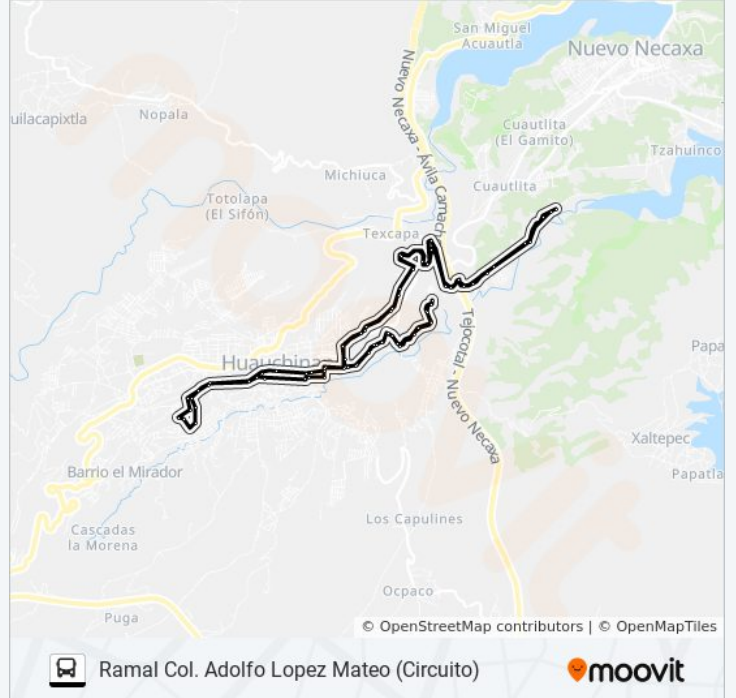 San Miguel
Acuautla
Nuevo Necaxa
uilacapixtla
Nopala
Nuevo Necaxa - Ávila Camach
Cuautlita
(El Gamito)
Tzahuinco
Michiuca
Cuautlita
Totolapa
(El Sifón)
Texcapa
Tejocotal - Nuevo Necaxa
Papa
Huauchinan
Xaltepec
Barrio el Mirador
Papatla
Los Capulines
Cascadas
la Morena
Ocpaco
Puga
© OpenStreetMap contributors | © OpenMapTiles
Ramal Col. Adolfo Lopez Mateo (Circuito)
moovit